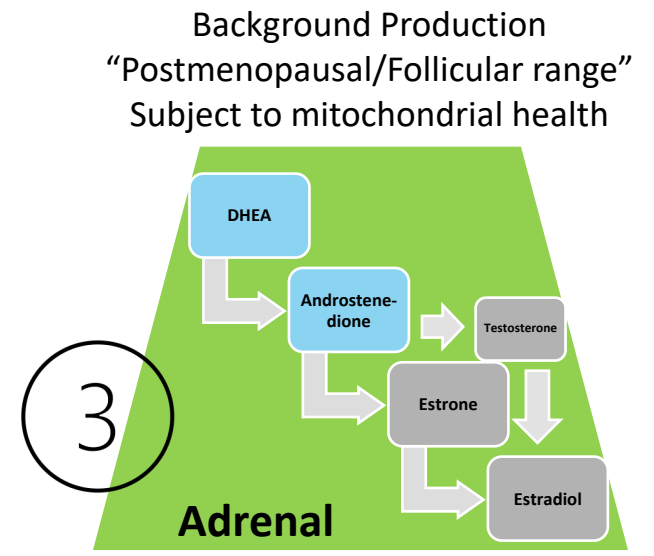 Background Production
“Postmenopausal/Follicular range”
Subject to mitochondrial health
DHEA
Androstene-
dione
Testosterone
Estrone
3
Estradiol
Adrenal